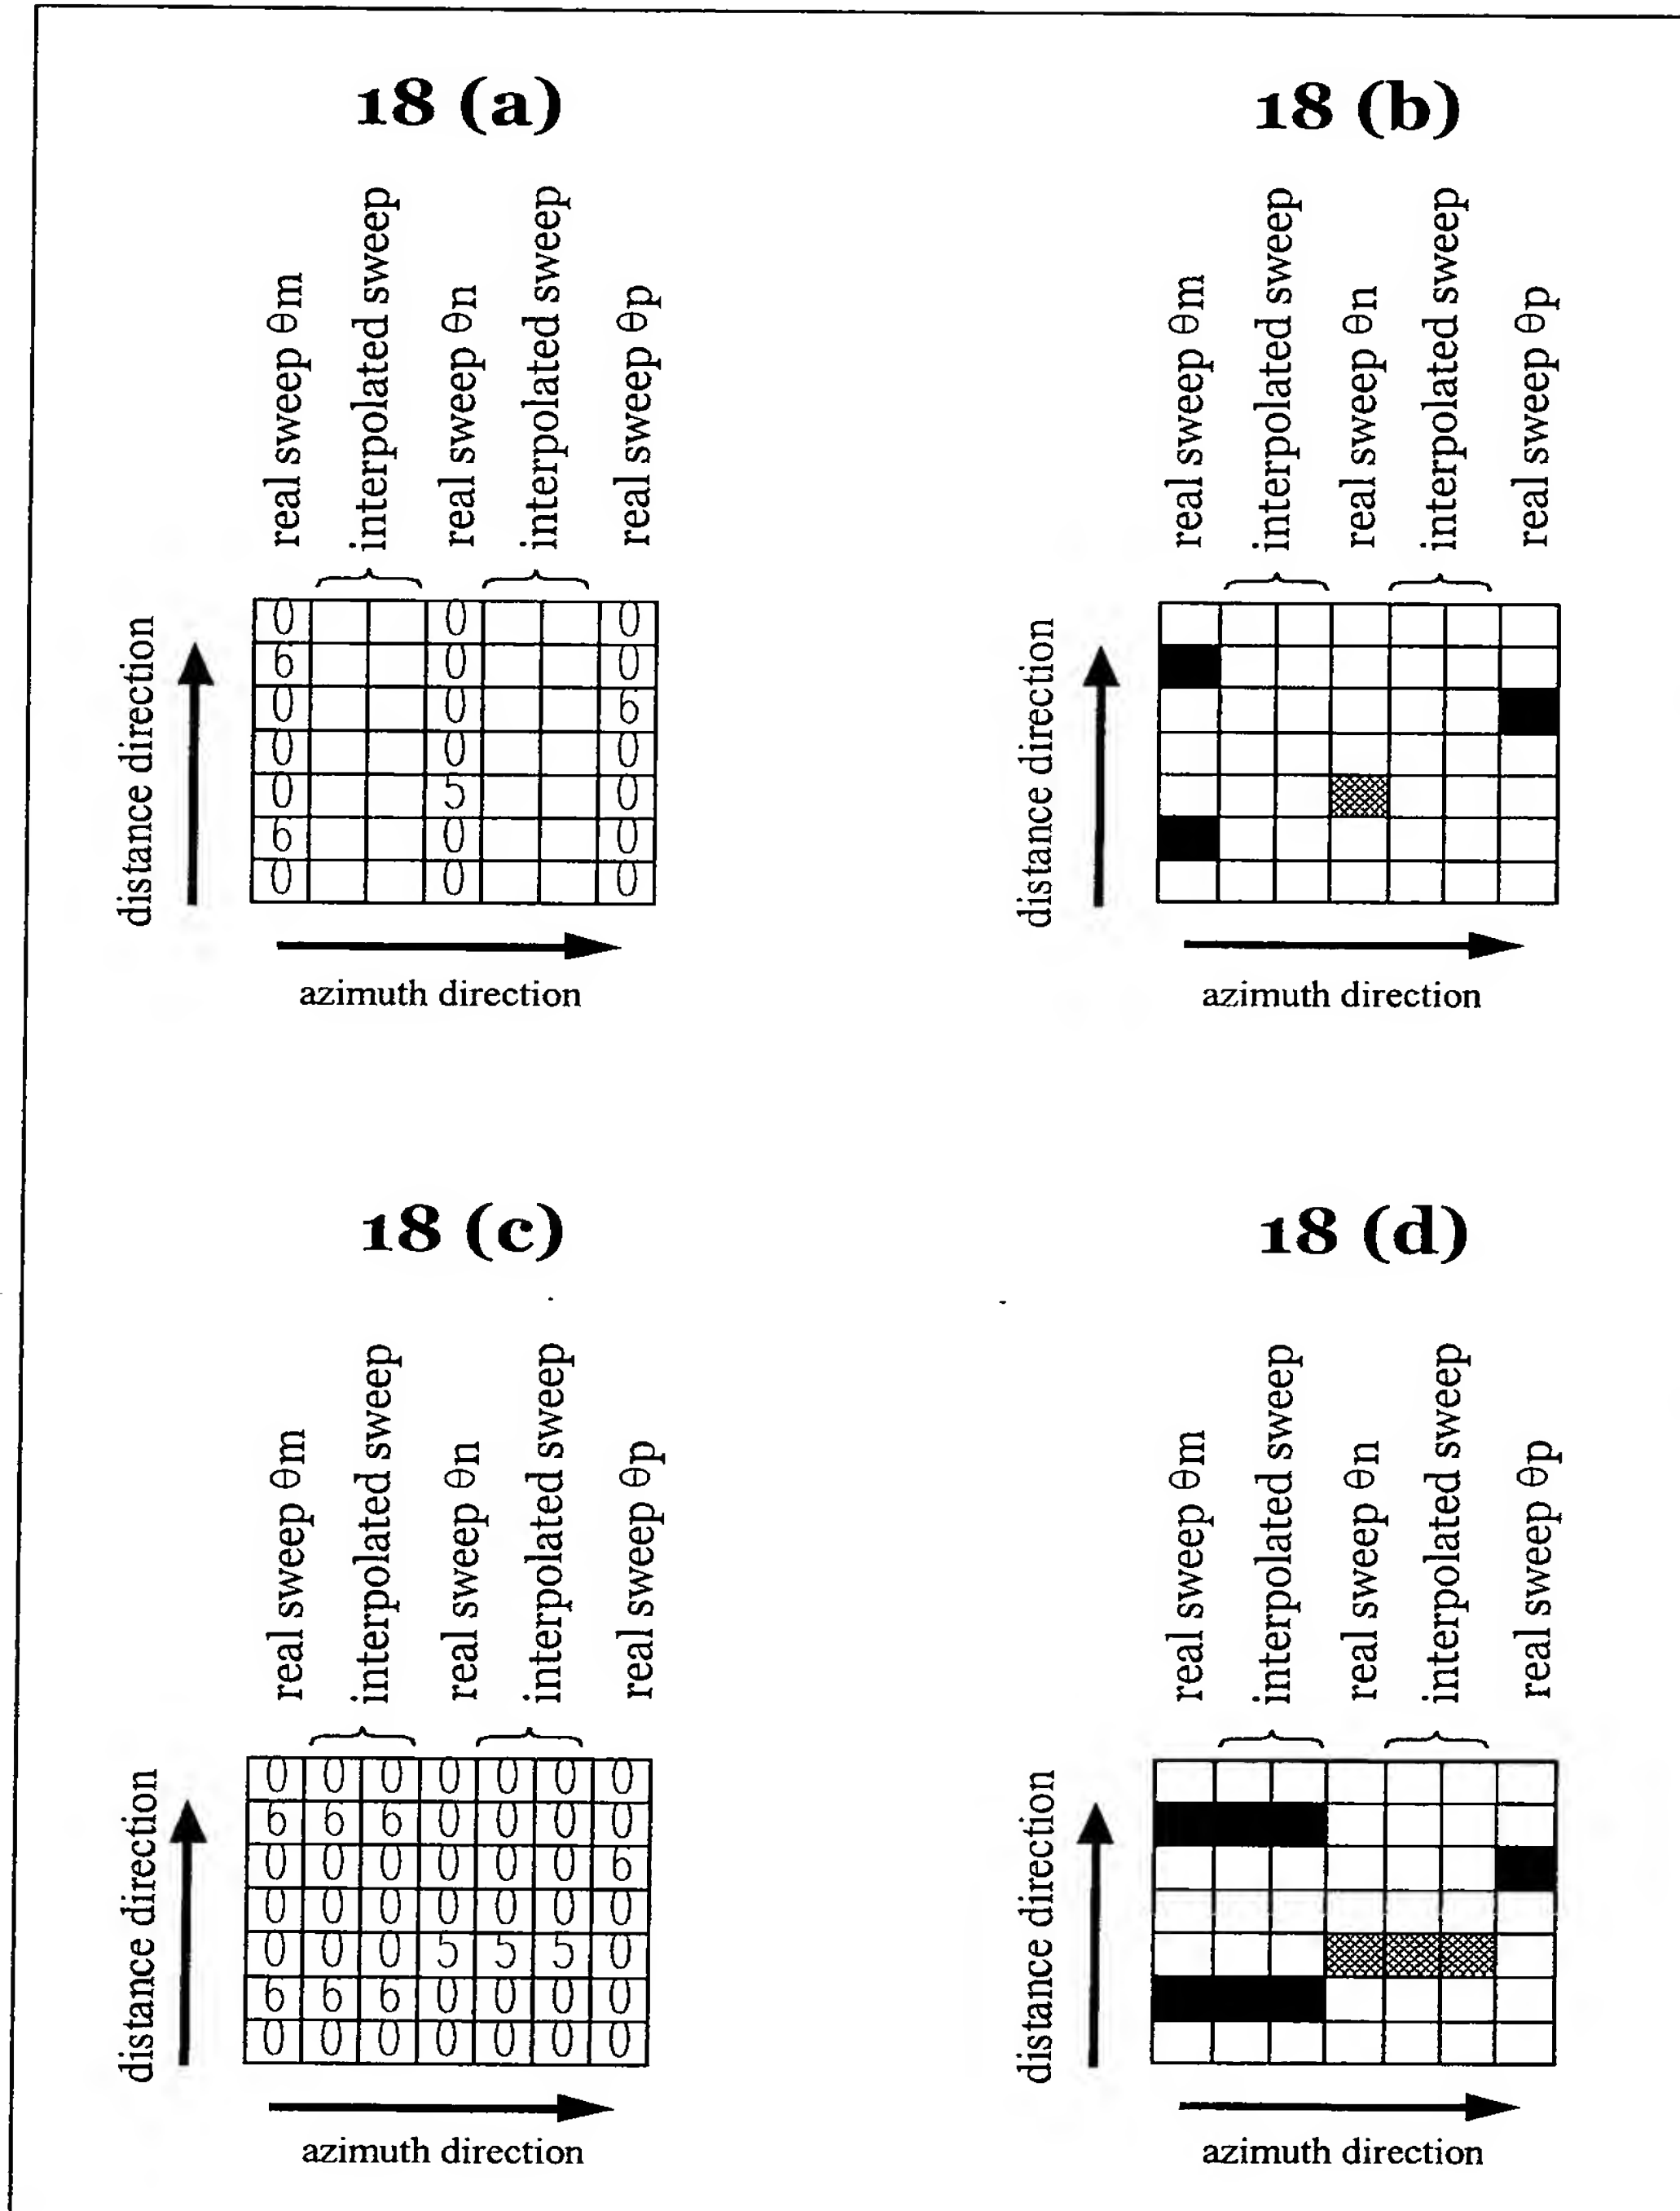 18 (a)
real sweep θm
interpolated sweep
real sweep θn
interpolated sweep
real sweep θp
distance direction
0 0 0
6 0 0
0 0 6
0 0 0
0 5 0
6 0 0
0 0 0
azimuth direction
18 (b)
real sweep θm
interpolated sweep
real sweep θn
interpolated sweep
real sweep θp
distance direction
azimuth direction
18 (c)
real sweep θm
interpolated sweep
real sweep θn
interpolated sweep
real sweep θp
distance direction
0 0 0 0 0 0 0
6 6 6 0 0 0 0
0 0 0 0 0 0 6
0 0 0 0 0 0 0
0 0 0 5 5 5 0
6 6 6 0 0 0 0
0 0 0 0 0 0 0
azimuth direction
18 (d)
real sweep θm
interpolated sweep
real sweep θn
interpolated sweep
real sweep θp
distance direction
azimuth direction